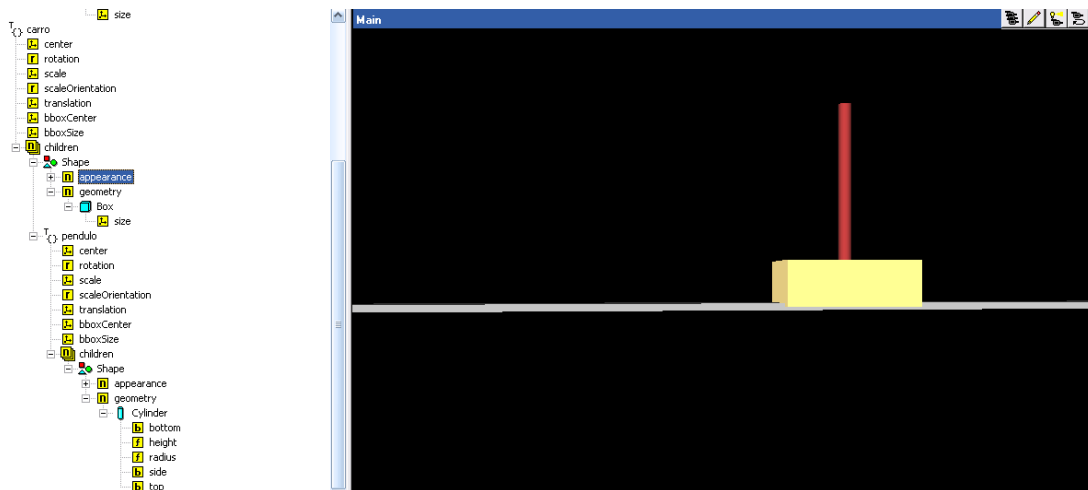 size
carro
center
rotation
scale
scaleOrientation
translation
bboxCenter
bboxSize
children
Shape
appearance
geometry
Box
size
pendulo
center
rotation
scale
scaleOrientation
translation
bboxCenter
bboxSize
children
Shape
appearance
geometry
Cylinder
bottom
height
radius
side
top
Main